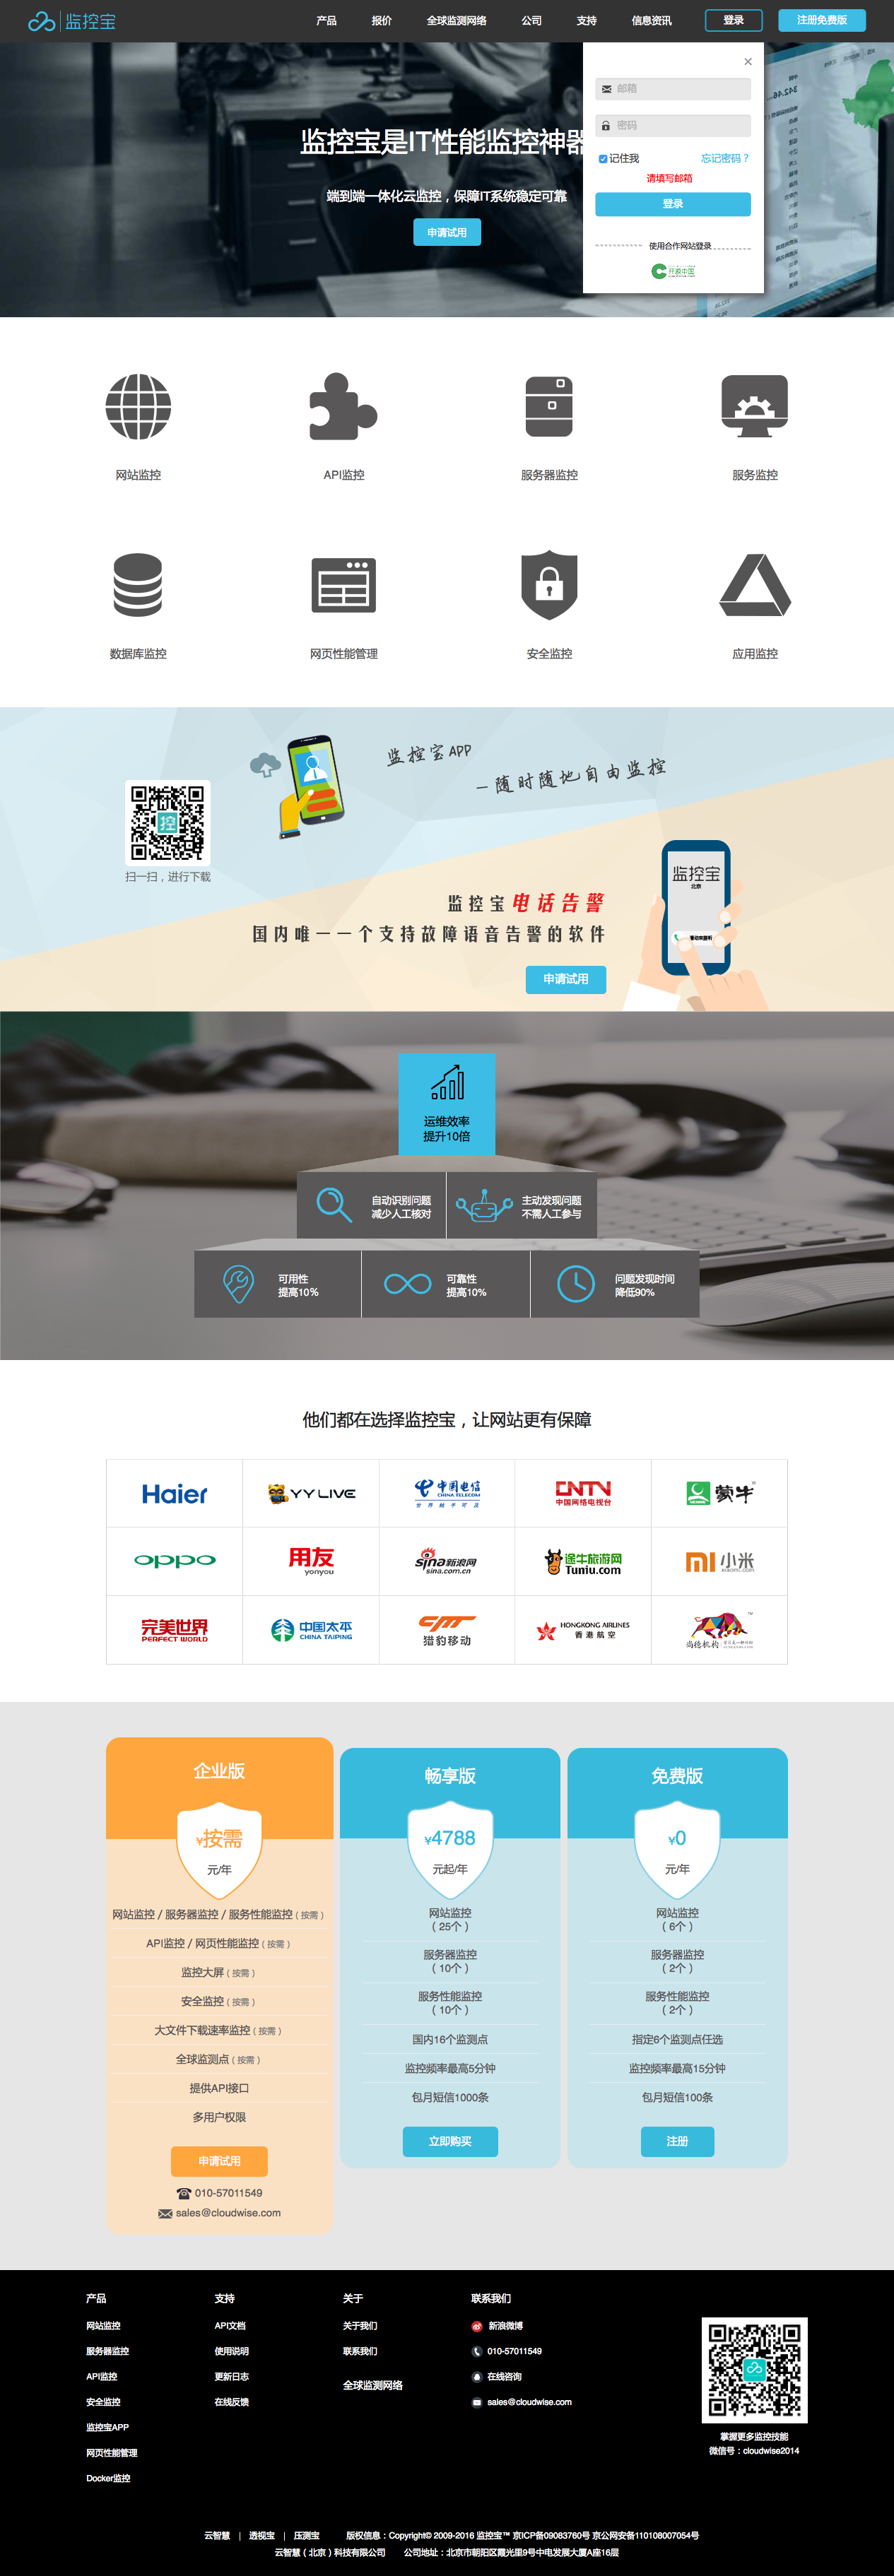 监控宝 产品 报价 全球监测网络 公司 支持 信息资讯 登录 注册免费版
监控宝是IT性能监控神器
端到端一体化云监控，保障IT系统稳定可靠
申请试用
×
邮箱
密码
记住我 忘记密码？
请填写邮箱
登录
使用合作网站登录
开源中国
网站监控 API监控 服务器监控 服务监控
数据库监控 网页性能管理 安全监控 应用监控
监控宝APP
—随时随地自由监控
控
扫一扫，进行下载
监控宝
北京
监控宝 电话告警
国内唯一一个支持故障语音告警的软件
申请试用
运维效率
提升10倍
自动识别问题 主动发现问题
减少人工核对 不需人工参与
可用性 可靠性 问题发现时间
提高10% 提高10% 降低90%
他们都在选择监控宝，让网站更有保障
Haier YY LIVE 中国电信 CHINA TELECOM 世界触手可及 CNTV 中国网络电视台 蒙牛
oppo 用友 yonyou sina新浪网 sina.com.cn 途牛旅游网 Tuniu.com 小米 xiaomi.com
完美世界 PERFECT WORLD 中国太平 CHINA TAIPING 猎豹移动 HONGKONG AIRLINES 香港航空 尚德机构
企业版
¥按需
元/年
网站监控 / 服务器监控 / 服务性能监控（按需）
API监控 / 网页性能监控（按需）
监控大屏（按需）
安全监控（按需）
大文件下载速率监控（按需）
全球监测点（按需）
提供API接口
多用户权限
申请试用
010-57011549
sales@cloudwise.com
畅享版
¥4788
元起/年
网站监控
（25个）
服务器监控
（10个）
服务性能监控
（10个）
国内16个监测点
监控频率最高5分钟
包月短信1000条
立即购买
免费版
¥0
元/年
网站监控
（6个）
服务器监控
（2个）
服务性能监控
（2个）
指定6个监测点任选
监控频率最高15分钟
包月短信100条
注册
产品
网站监控
服务器监控
API监控
安全监控
监控宝APP
网页性能管理
Docker监控
支持
API文档
使用说明
更新日志
在线反馈
关于
关于我们
联系我们
全球监测网络
联系我们
新浪微博
010-57011549
在线咨询
sales@cloudwise.com
掌握更多监控技能
微信号：cloudwise2014
云智慧 | 透视宝 | 压测宝 版权信息：Copyright© 2009-2016 监控宝™ 京ICP备09083760号 京公网安备110108007054号
云智慧（北京）科技有限公司 公司地址：北京市朝阳区霞光里9号中电发展大厦A座16层